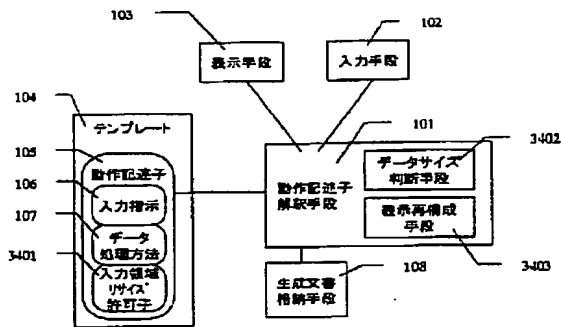 103
102
表示手段
入力手段
104
テンプレート
101
3402
105
動作記述子
データサイズ
判断手段
106
入力指示
動作記述子
解釈手段
107
データ
処理方法
表示再構成
手段
3401
入力領域
リサイズ
許可子
108
3403
生成文書
格納手段